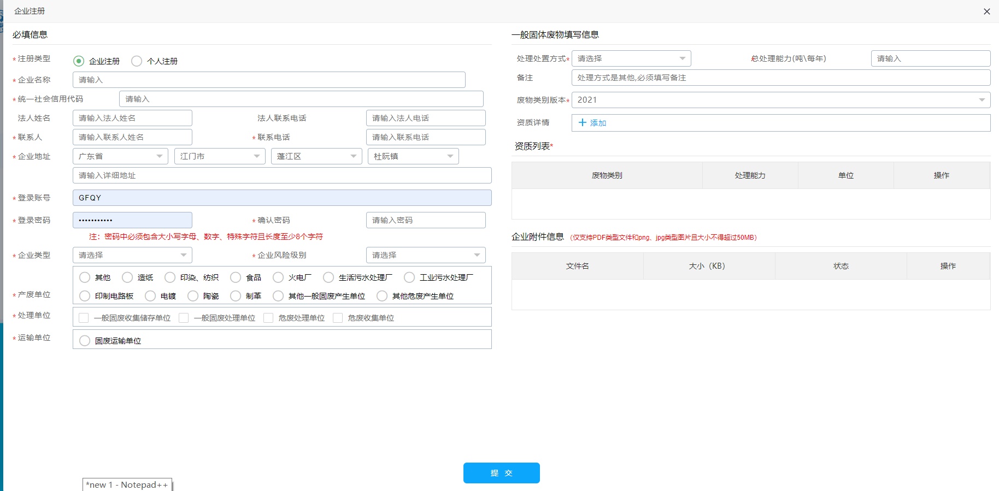 企业注册
必填信息
* 注册类型 企业注册 个人注册
* 企业名称 请输入
* 统一社会信用代码 请输入
法人姓名 请输入法人姓名 法人联系电话 请输入法人电话
* 联系人 请输入联系人姓名 * 联系电话 请输入联系电话
* 企业地址 广东省 江门市 蓬江区 杜阮镇
请输入详细地址
* 登录账号 GFQY
* 登录密码 ••••••••••• * 确认密码 请输入密码
注：密码中必须包含大小写字母、数字、特殊字符且长度至少8个字符
* 企业类型 请选择 * 企业风险级别 请选择
其他 造纸 印染、纺织 食品 火电厂 生活污水处理厂 工业污水处理厂
* 产废单位 印制电路板 电镀 陶瓷 制革 其他一般固废产生单位 其他危废产生单位
* 处理单位 一般固废收集储存单位 一般固废处理单位 危废处理单位 危废收集单位
* 运输单位 固废运输单位
一般固体废物填写信息
处理处置方式* 请选择 总处理能力(吨\每年) 请输入
备注 处理方式是其他,必须填写备注
废物类别版本* 2021
资质详情 + 添加
资质列表*
废物类别 处理能力 单位 操作
企业附件信息 （仅支持PDF类型文件和png、jpg类型图片且大小不得超过50MB）
文件名 大小（KB） 状态 操作
提 交
*new 1 - Notepad++